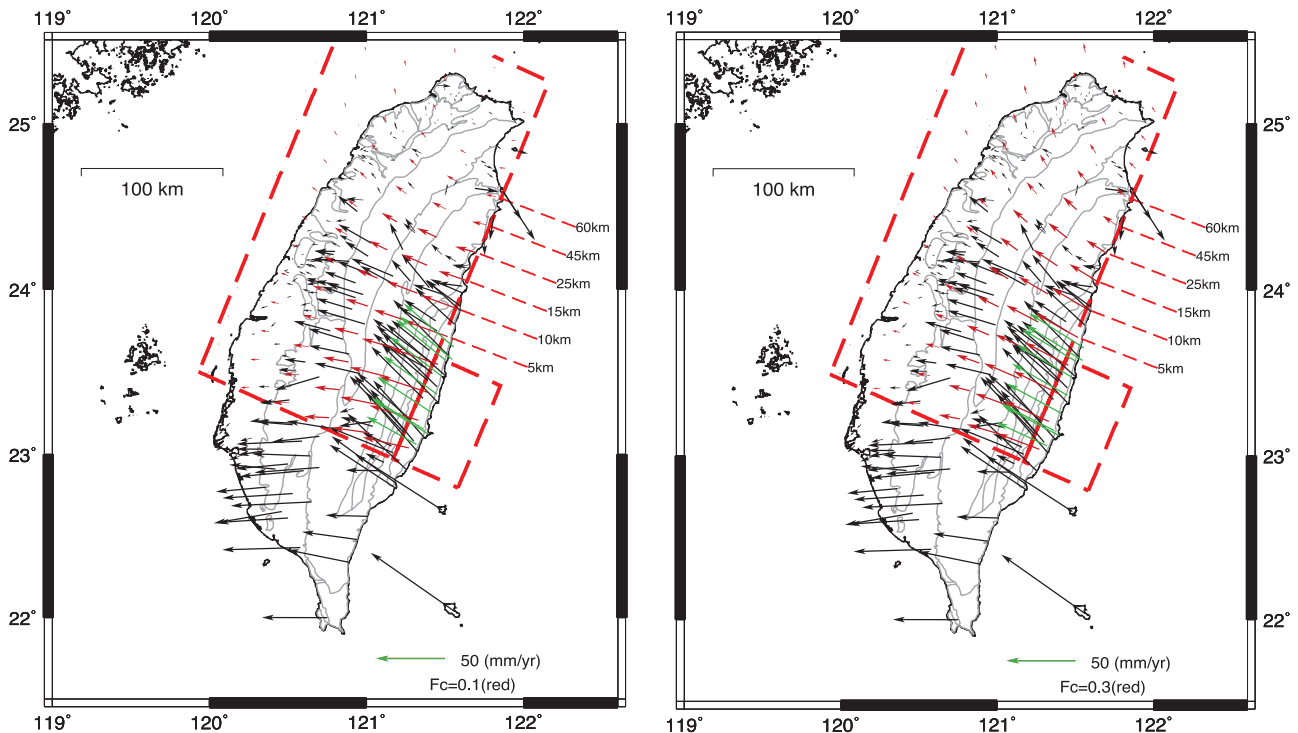 119˚ 120˚ 121˚ 122˚
25˚
100 km
60km
45km
25km
24˚
15km
10km
5km
23˚
22˚
50 (mm/yr)
Fc=0.1(red)
119˚ 120˚ 121˚ 122˚
119˚ 120˚ 121˚ 122˚
25˚
100 km
60km
45km
25km
24˚
15km
10km
5km
23˚
22˚
50 (mm/yr)
Fc=0.3(red)
119˚ 120˚ 121˚ 122˚